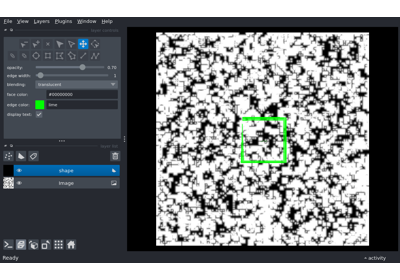 File View Layers Plugins Window Help
layer controls
opacity: 0.70
edge width: 1
blending: translucent
face color: #00000000
edge color: lime
display text: ✓
layer list
shape
image
Ready
activity